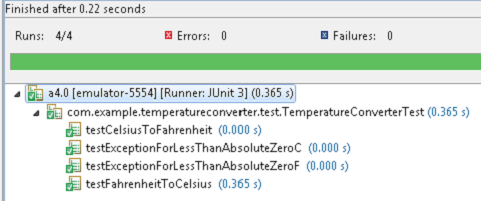 Finished after 0.22 seconds
Runs: 4/4 Errors: 0 Failures: 0
a4.0 [emulator-5554] [Runner: JUnit 3] (0.365 s)
com.example.temperatureconverter.test.TemperatureConverterTest (0.365 s)
testCelsiusToFahrenheit (0.000 s)
testExceptionForLessThanAbsoluteZeroC (0.000 s)
testExceptionForLessThanAbsoluteZeroF (0.000 s)
testFahrenheitToCelsius (0.365 s)